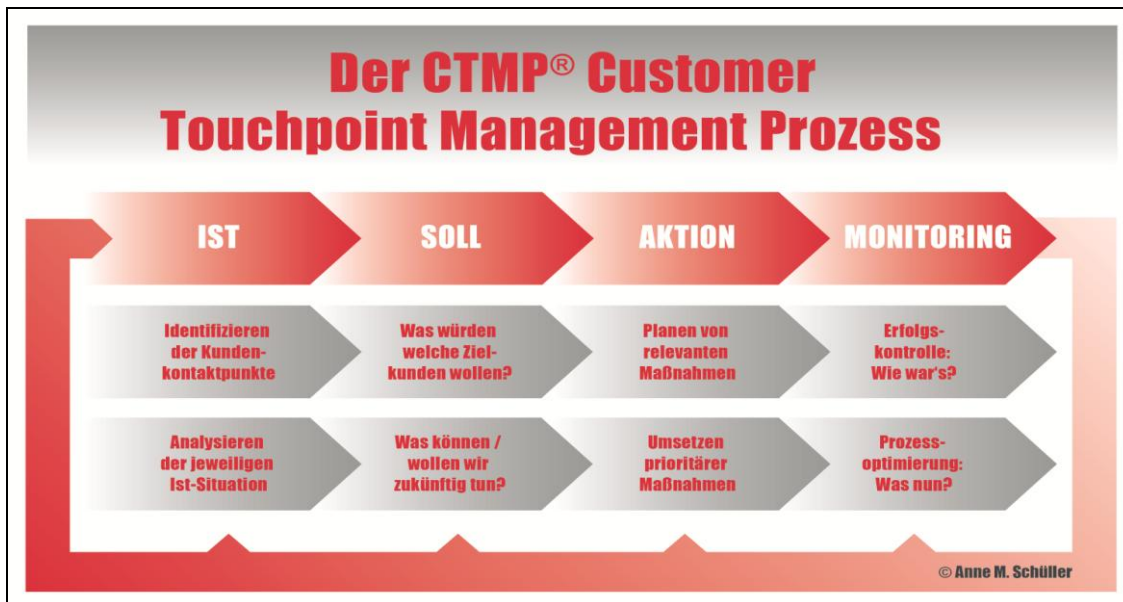 Der CTMP® Customer
Touchpoint Management Prozess
IST
SOLL
AKTION
MONITORING
Identifizieren
der Kunden-
kontaktpunkte
Was würden
welche Ziel-
kunden wollen?
Planen von
relevanten
Maßnahmen
Erfolgs-
kontrolle:
Wie war's?
Analysieren
der jeweiligen
Ist-Situation
Was können /
wollen wir
zukünftig tun?
Umsetzen
prioritärer
Maßnahmen
Prozess-
optimierung:
Was nun?
© Anne M. Schüller